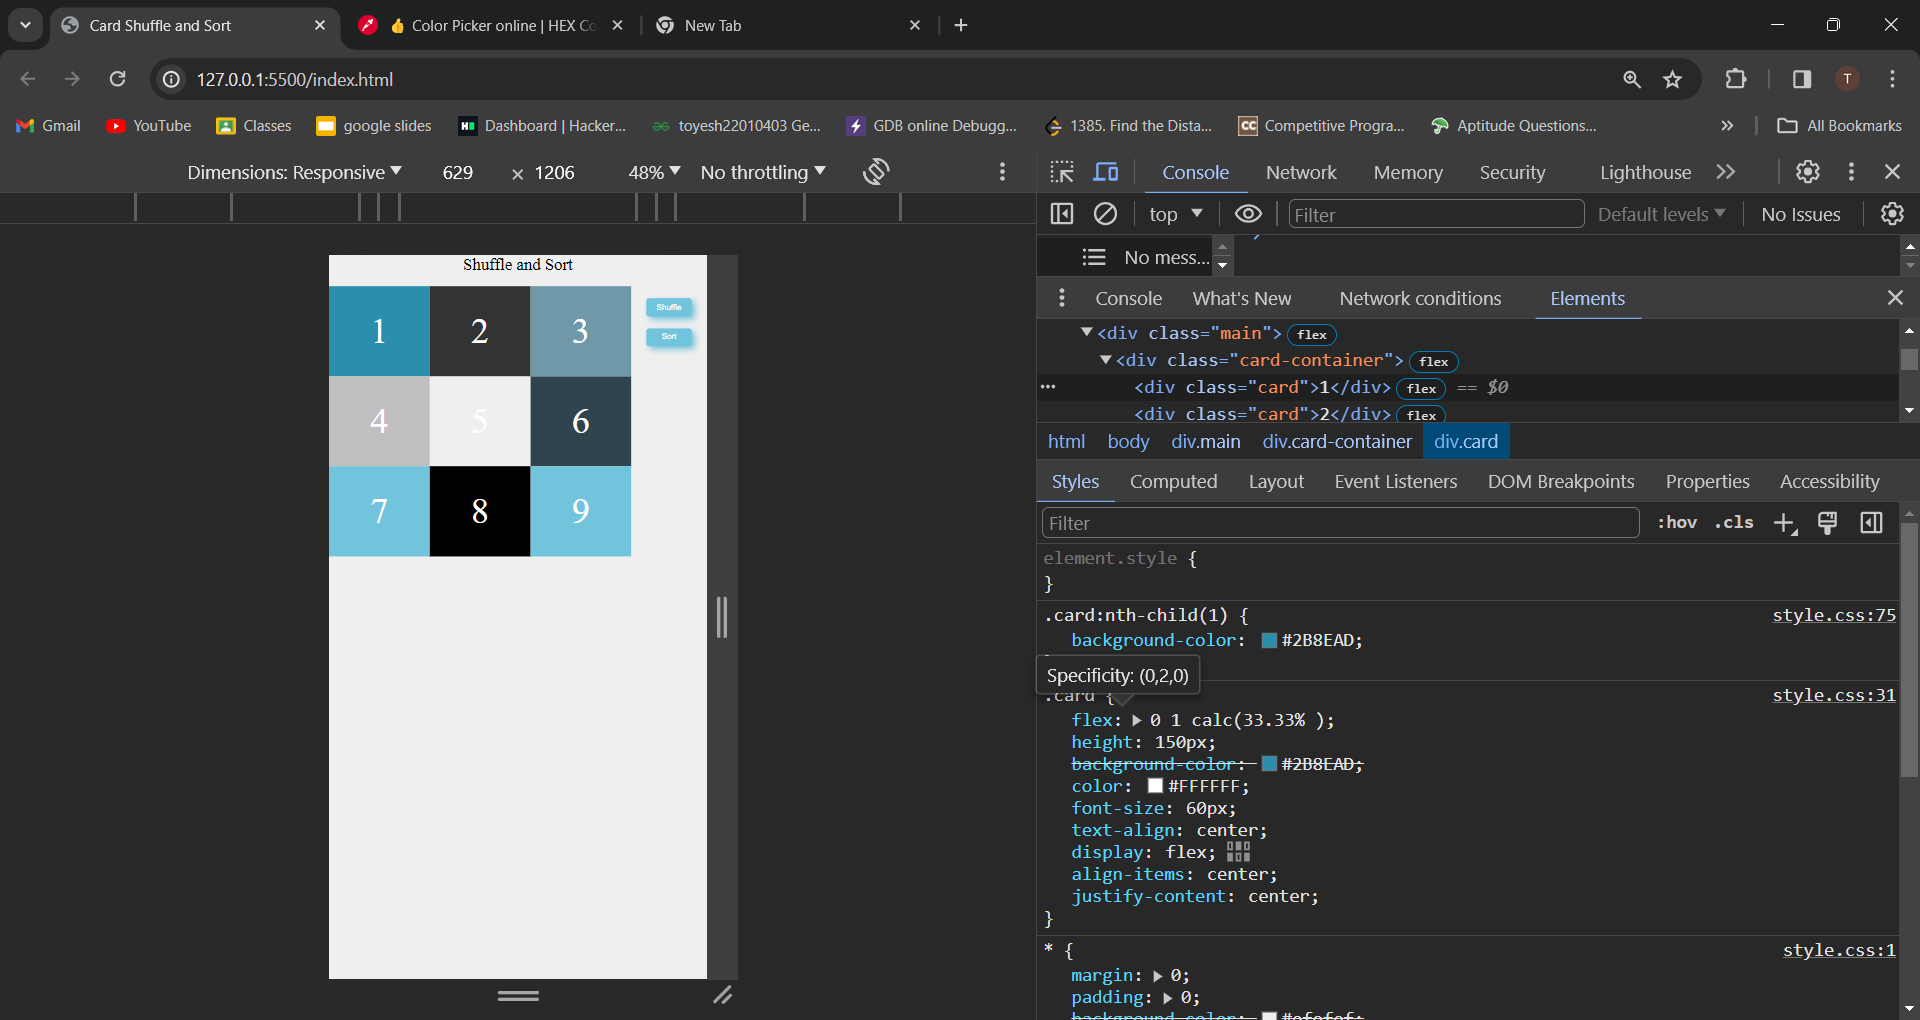 Card Shuffle and Sort
👍 Color Picker online | HEX Co
New Tab
127.0.0.1:5500/index.html
T
Gmail
YouTube
Classes
google slides
Dashboard | Hacker...
toyesh22010403 Ge...
GDB online Debugg...
1385. Find the Dista...
CC Competitive Progra...
Aptitude Questions...
»
All Bookmarks
Dimensions: Responsive ▼ 629 × 1206 48% ▼ No throttling ▼
Console Network Memory Security Lighthouse »
top ▼ Filter Default levels ▼ No Issues
No mess...
Console What's New Network conditions Elements
Shuffle and Sort
1 2 3
Shuffle
Sort
4 5 6
7 8 9
▼<div class="main"> flex
▼<div class="card-container"> flex
... <div class="card">1</div> flex == $0
<div class="card">2</div> flex
html body div.main div.card-container div.card
Styles Computed Layout Event Listeners DOM Breakpoints Properties Accessibility
Filter :hov .cls
element.style {
}
.card:nth-child(1) { style.css:75
background-color: #2B8EAD;
Specificity: (0,2,0)
.card { style.css:31
flex: ▶ 0 1 calc(33.33% );
height: 150px;
background-color: #2B8EAD;
color: #FFFFFF;
font-size: 60px;
text-align: center;
display: flex;
align-items: center;
justify-content: center;
}
* { style.css:1
margin: ▶ 0;
padding: ▶ 0;
background-color: #efefef;